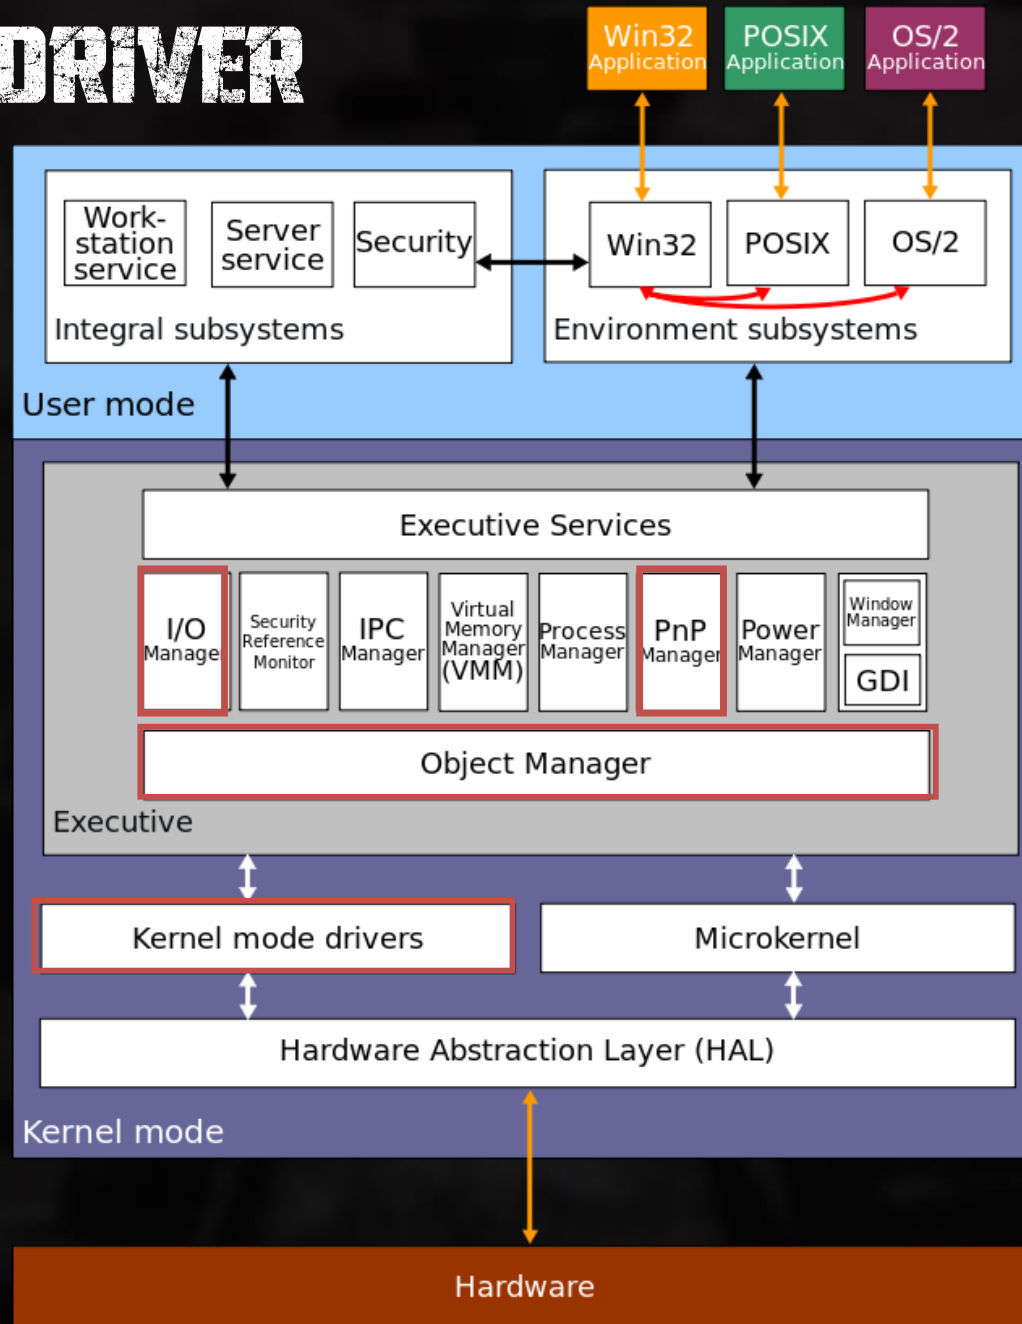 DRIVER
Win32
Application
POSIX
Application
OS/2
Application
Work-
station
service
Server
service
Security
Integral subsystems
Win32
POSIX
OS/2
Environment subsystems
User mode
Executive Services
I/O
Manager
Security
Reference
Monitor
IPC
Manager
Virtual
Memory
Manager
(VMM)
Process
Manager
PnP
Manager
Power
Manager
Window
Manager
GDI
Object Manager
Executive
Kernel mode drivers
Microkernel
Hardware Abstraction Layer (HAL)
Kernel mode
Hardware